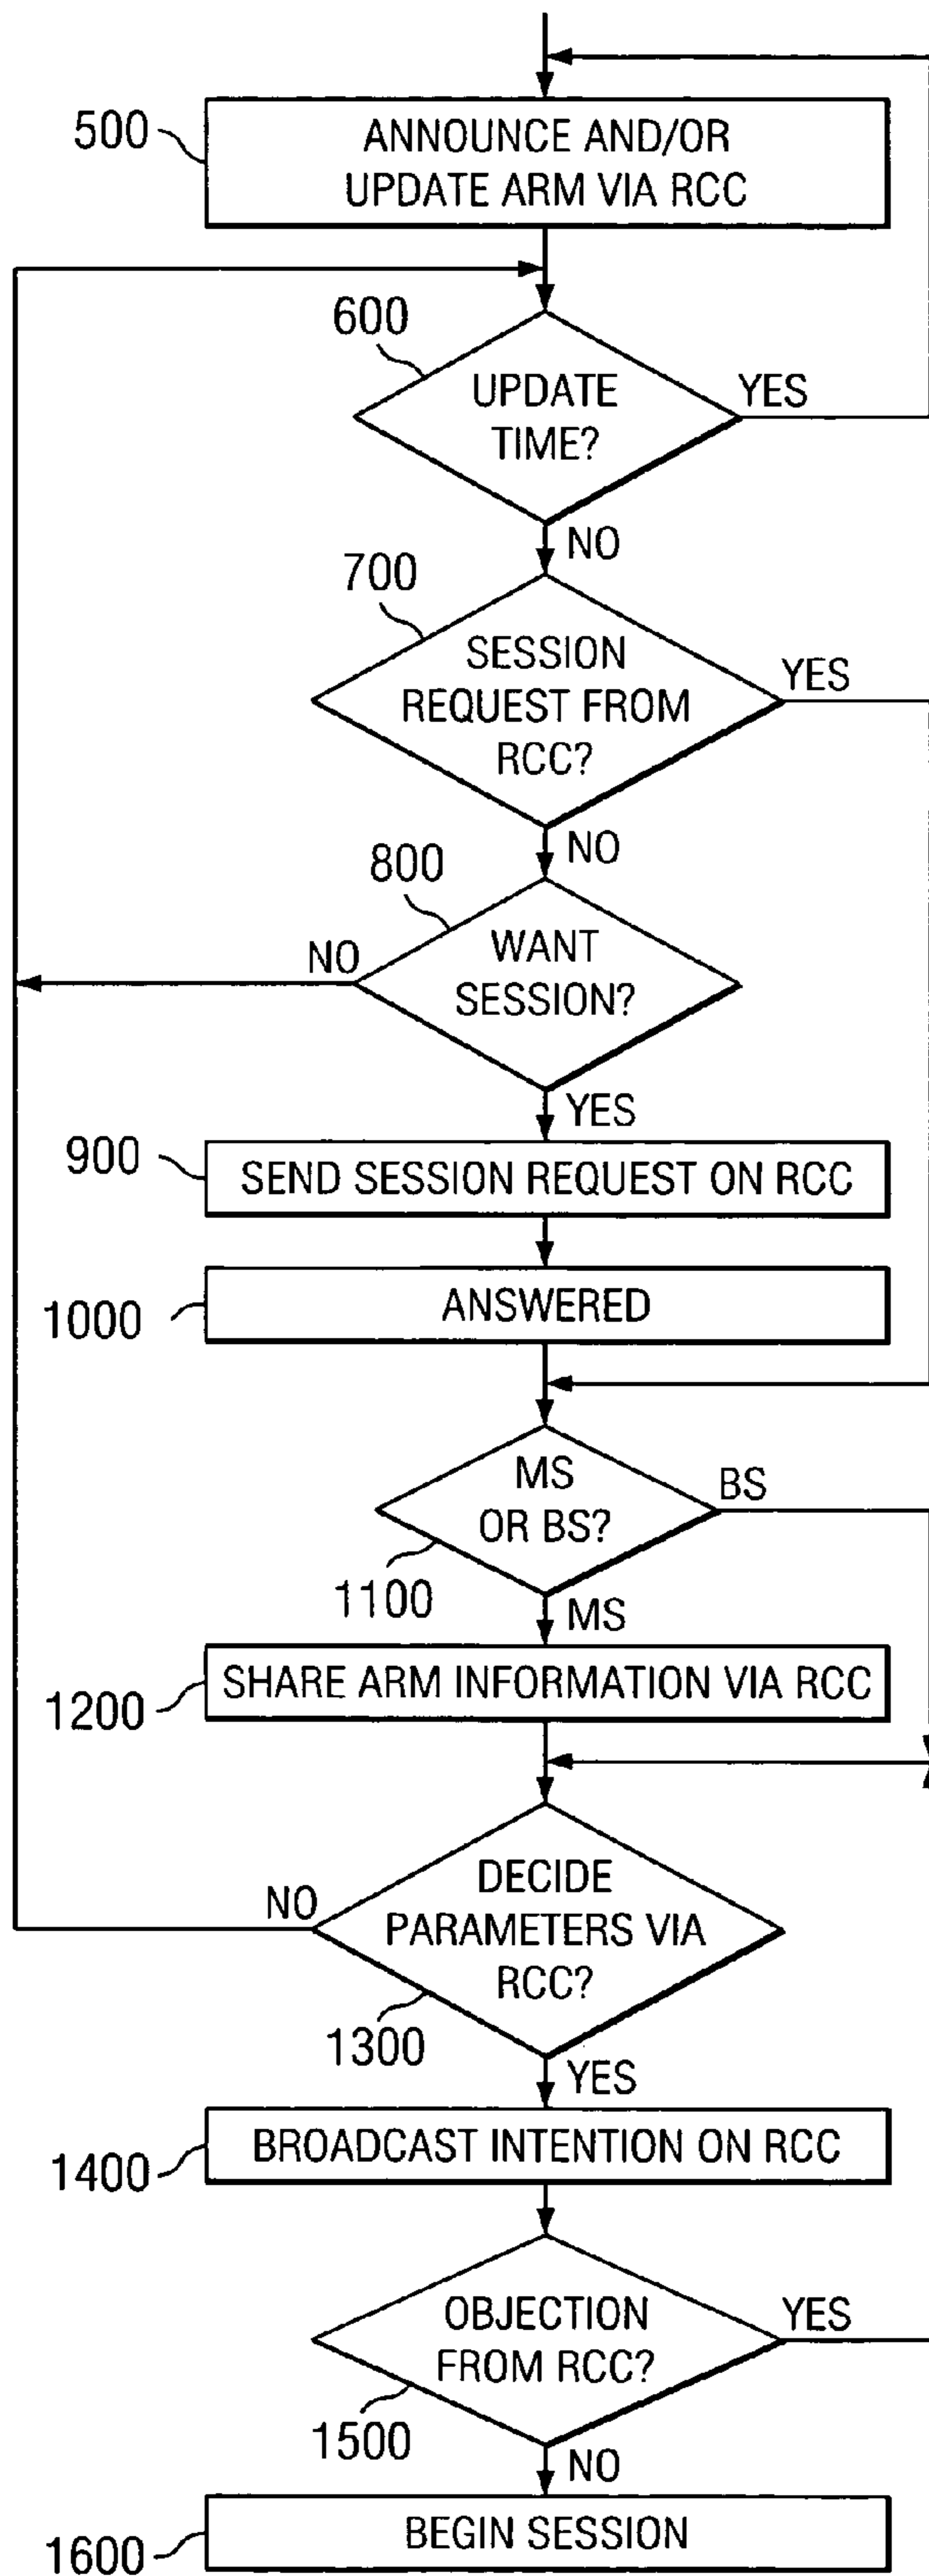 500
ANNOUNCE AND/OR
UPDATE ARM VIA RCC
600
UPDATE
TIME?
YES
NO
700
SESSION
REQUEST FROM
RCC?
YES
NO
800
WANT
SESSION?
NO
YES
900
SEND SESSION REQUEST ON RCC
1000
ANSWERED
MS
OR BS?
BS
1100
MS
1200
SHARE ARM INFORMATION VIA RCC
DECIDE
PARAMETERS VIA
RCC?
NO
1300
YES
1400
BROADCAST INTENTION ON RCC
OBJECTION
FROM RCC?
YES
1500
NO
1600
BEGIN SESSION